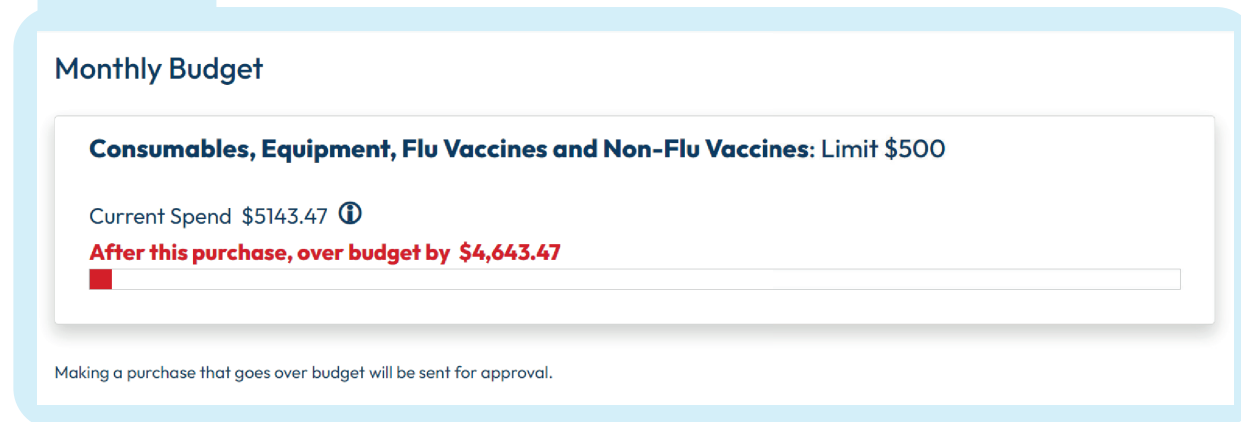 Monthly Budget
Consumables, Equipment, Flu Vaccines and Non-Flu Vaccines: Limit $500
Current Spend $5143.47
After this purchase, over budget by $4,643.47
Making a purchase that goes over budget will be sent for approval.